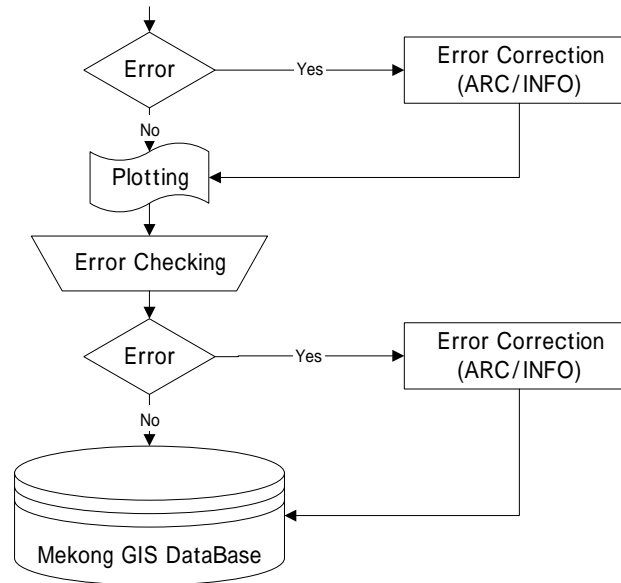 Error
Yes
Error Correction
(ARC/INFO)
No
Plotting
Error Checking
Error
Yes
Error Correction
(ARC/INFO)
No
Mekong GIS DataBase